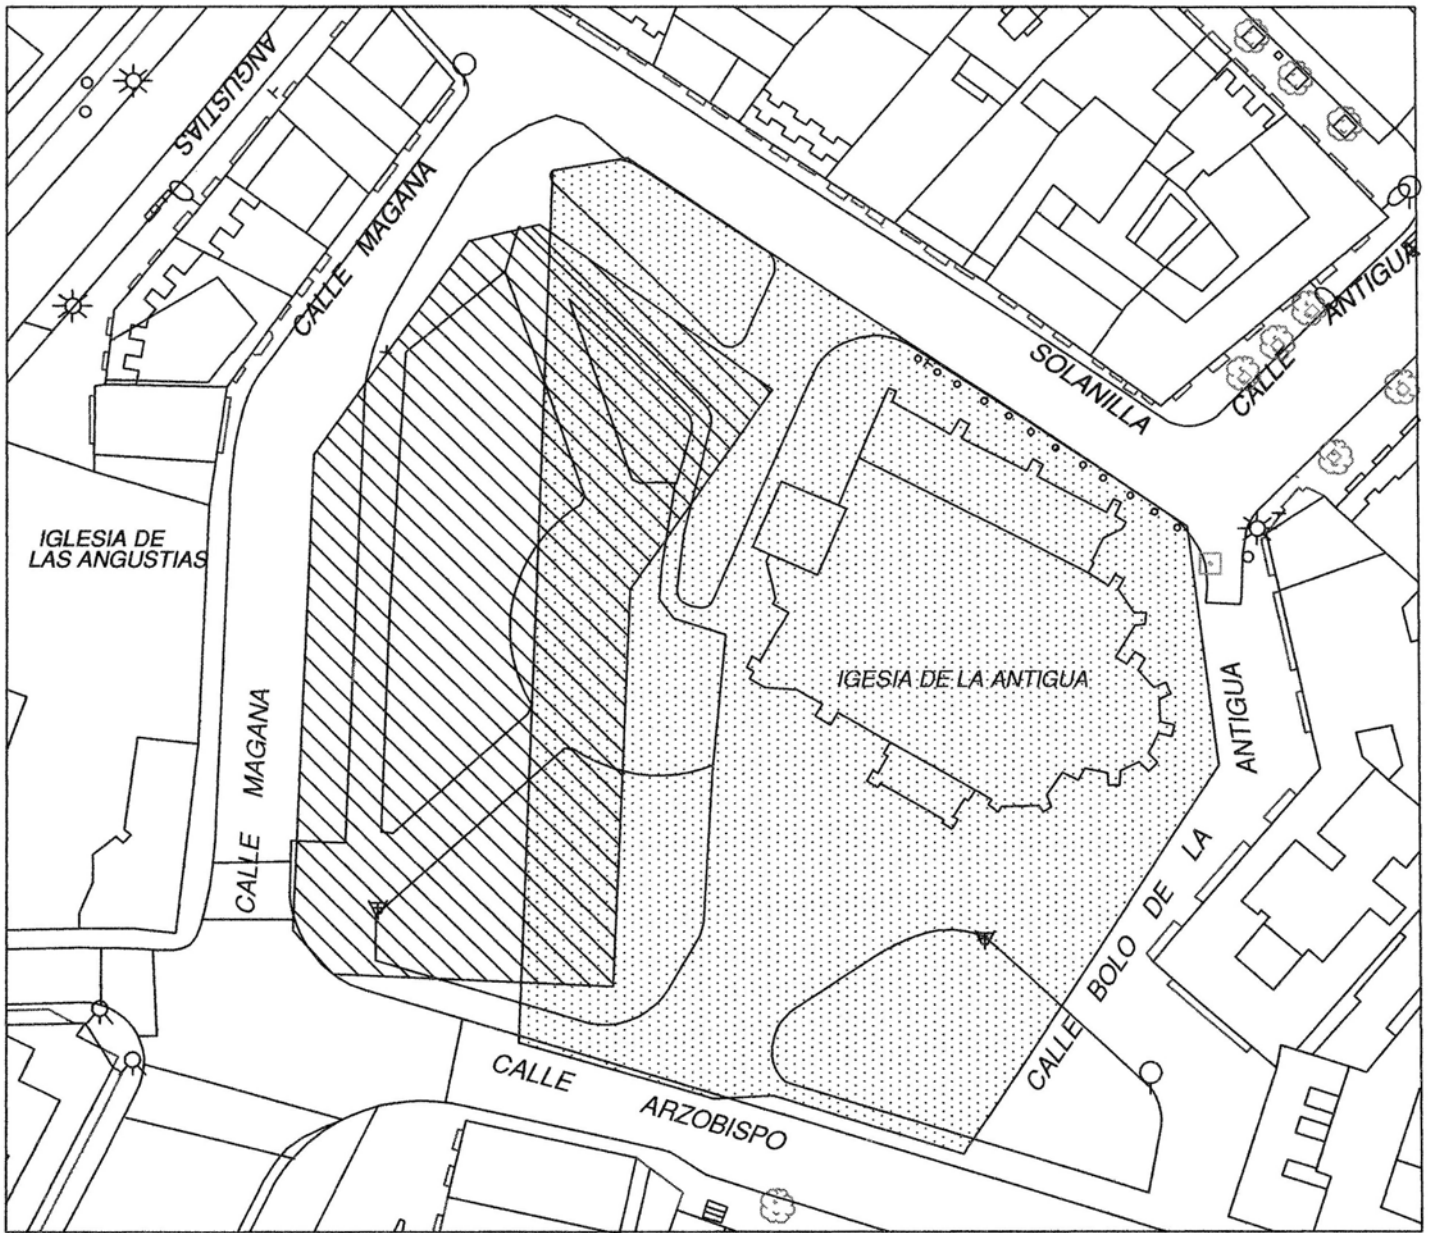 ANGUSTIAS
CALLE MAGANA
SOLANILLA
CALLE ANTIGUA
IGLESIA DE
LAS ANGUSTIAS
IGESIA DE LA ANTIGUA
CALLE MAGANA
CALLE BOLO DE LA ANTIGUA
CALLE ARZOBISPO